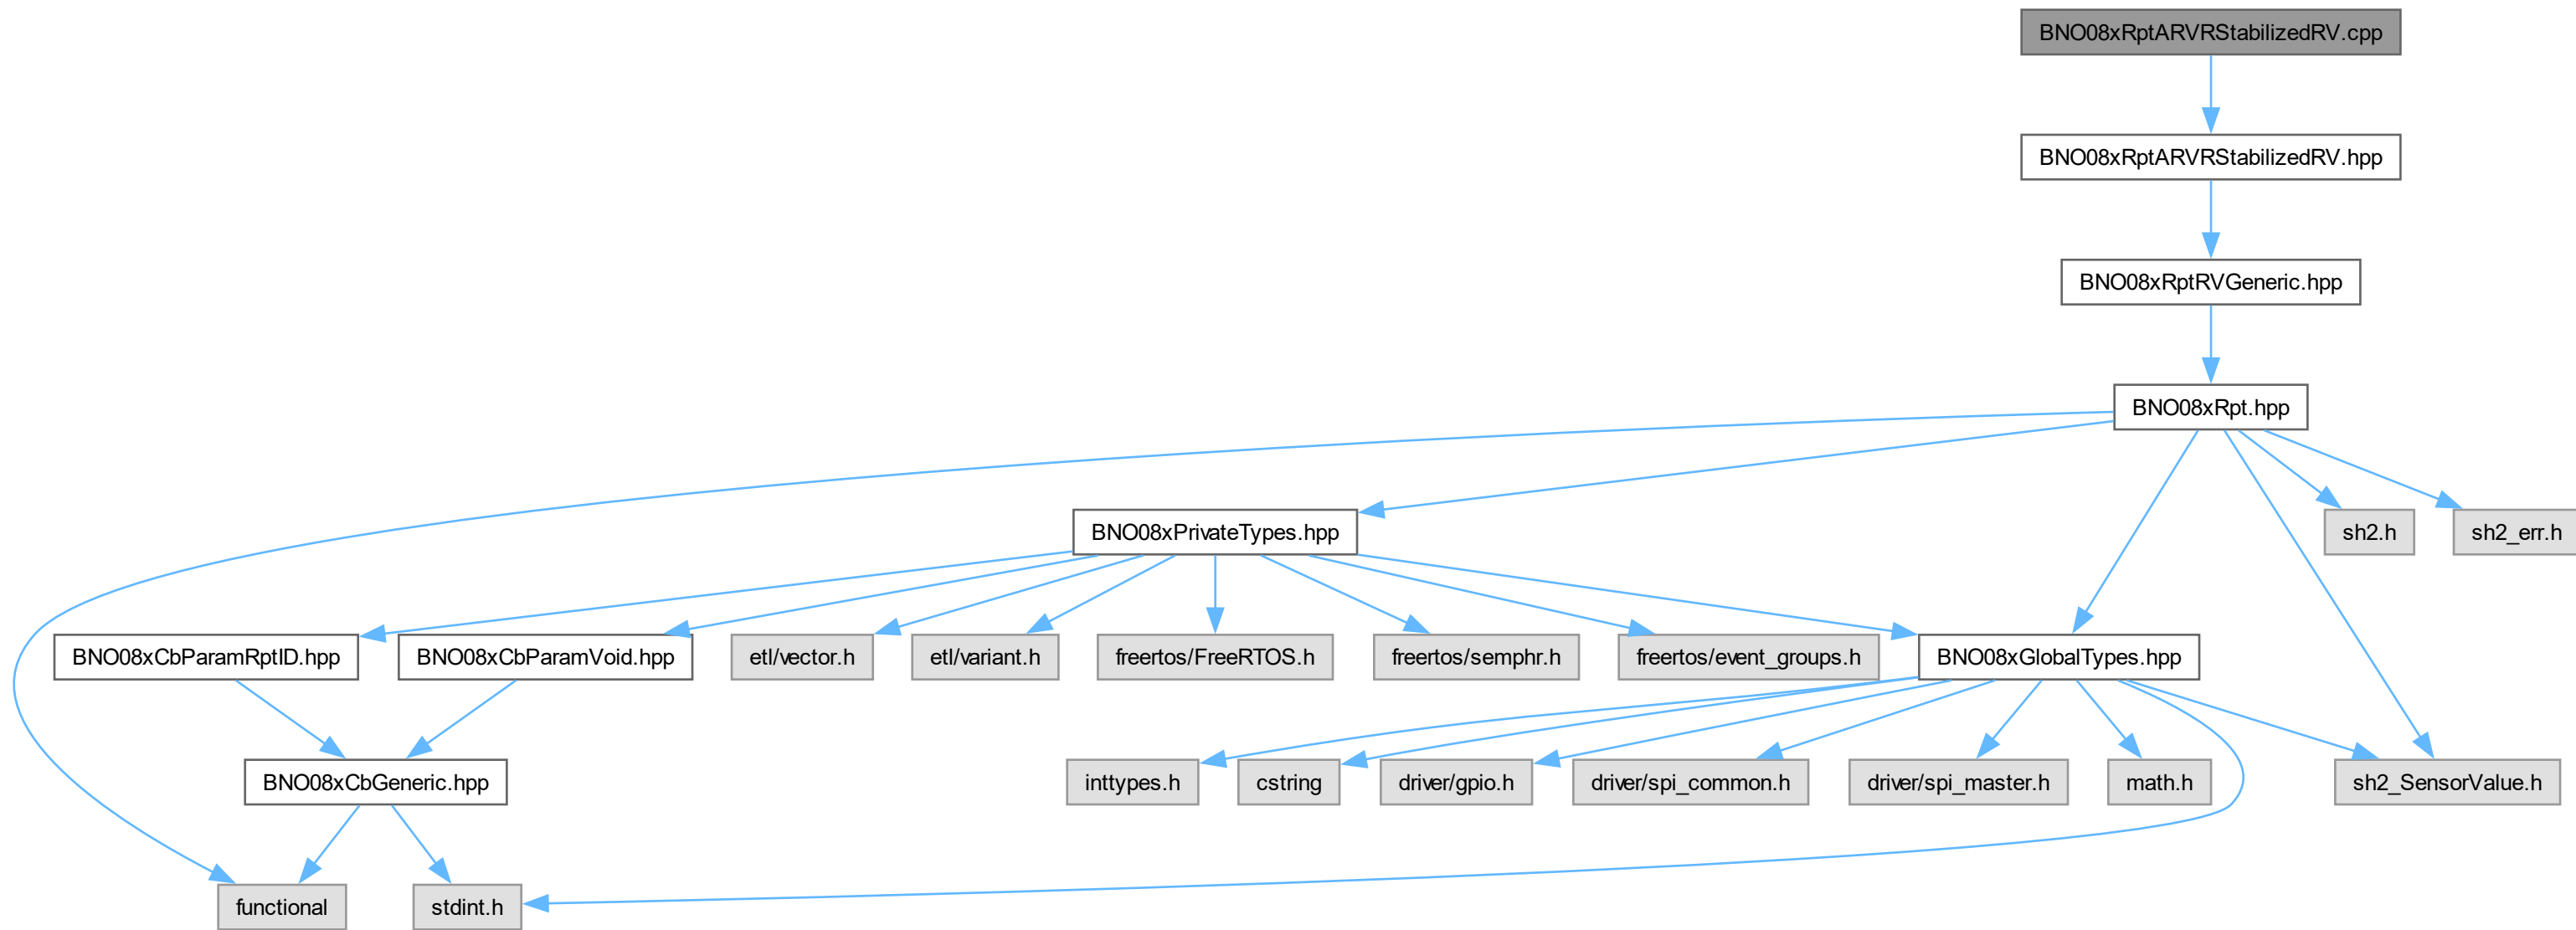 BNO08xRptARVRStabilizedRV.cpp
BNO08xRptARVRStabilizedRV.hpp
BNO08xRptRVGeneric.hpp
BNO08xRpt.hpp
BNO08xPrivateTypes.hpp
sh2.h
sh2_err.h
BNO08xCbParamRptID.hpp
BNO08xCbParamVoid.hpp
etl/vector.h
etl/variant.h
freertos/FreeRTOS.h
freertos/semphr.h
freertos/event_groups.h
BNO08xGlobalTypes.hpp
BNO08xCbGeneric.hpp
inttypes.h
cstring
driver/gpio.h
driver/spi_common.h
driver/spi_master.h
math.h
sh2_SensorValue.h
functional
stdint.h